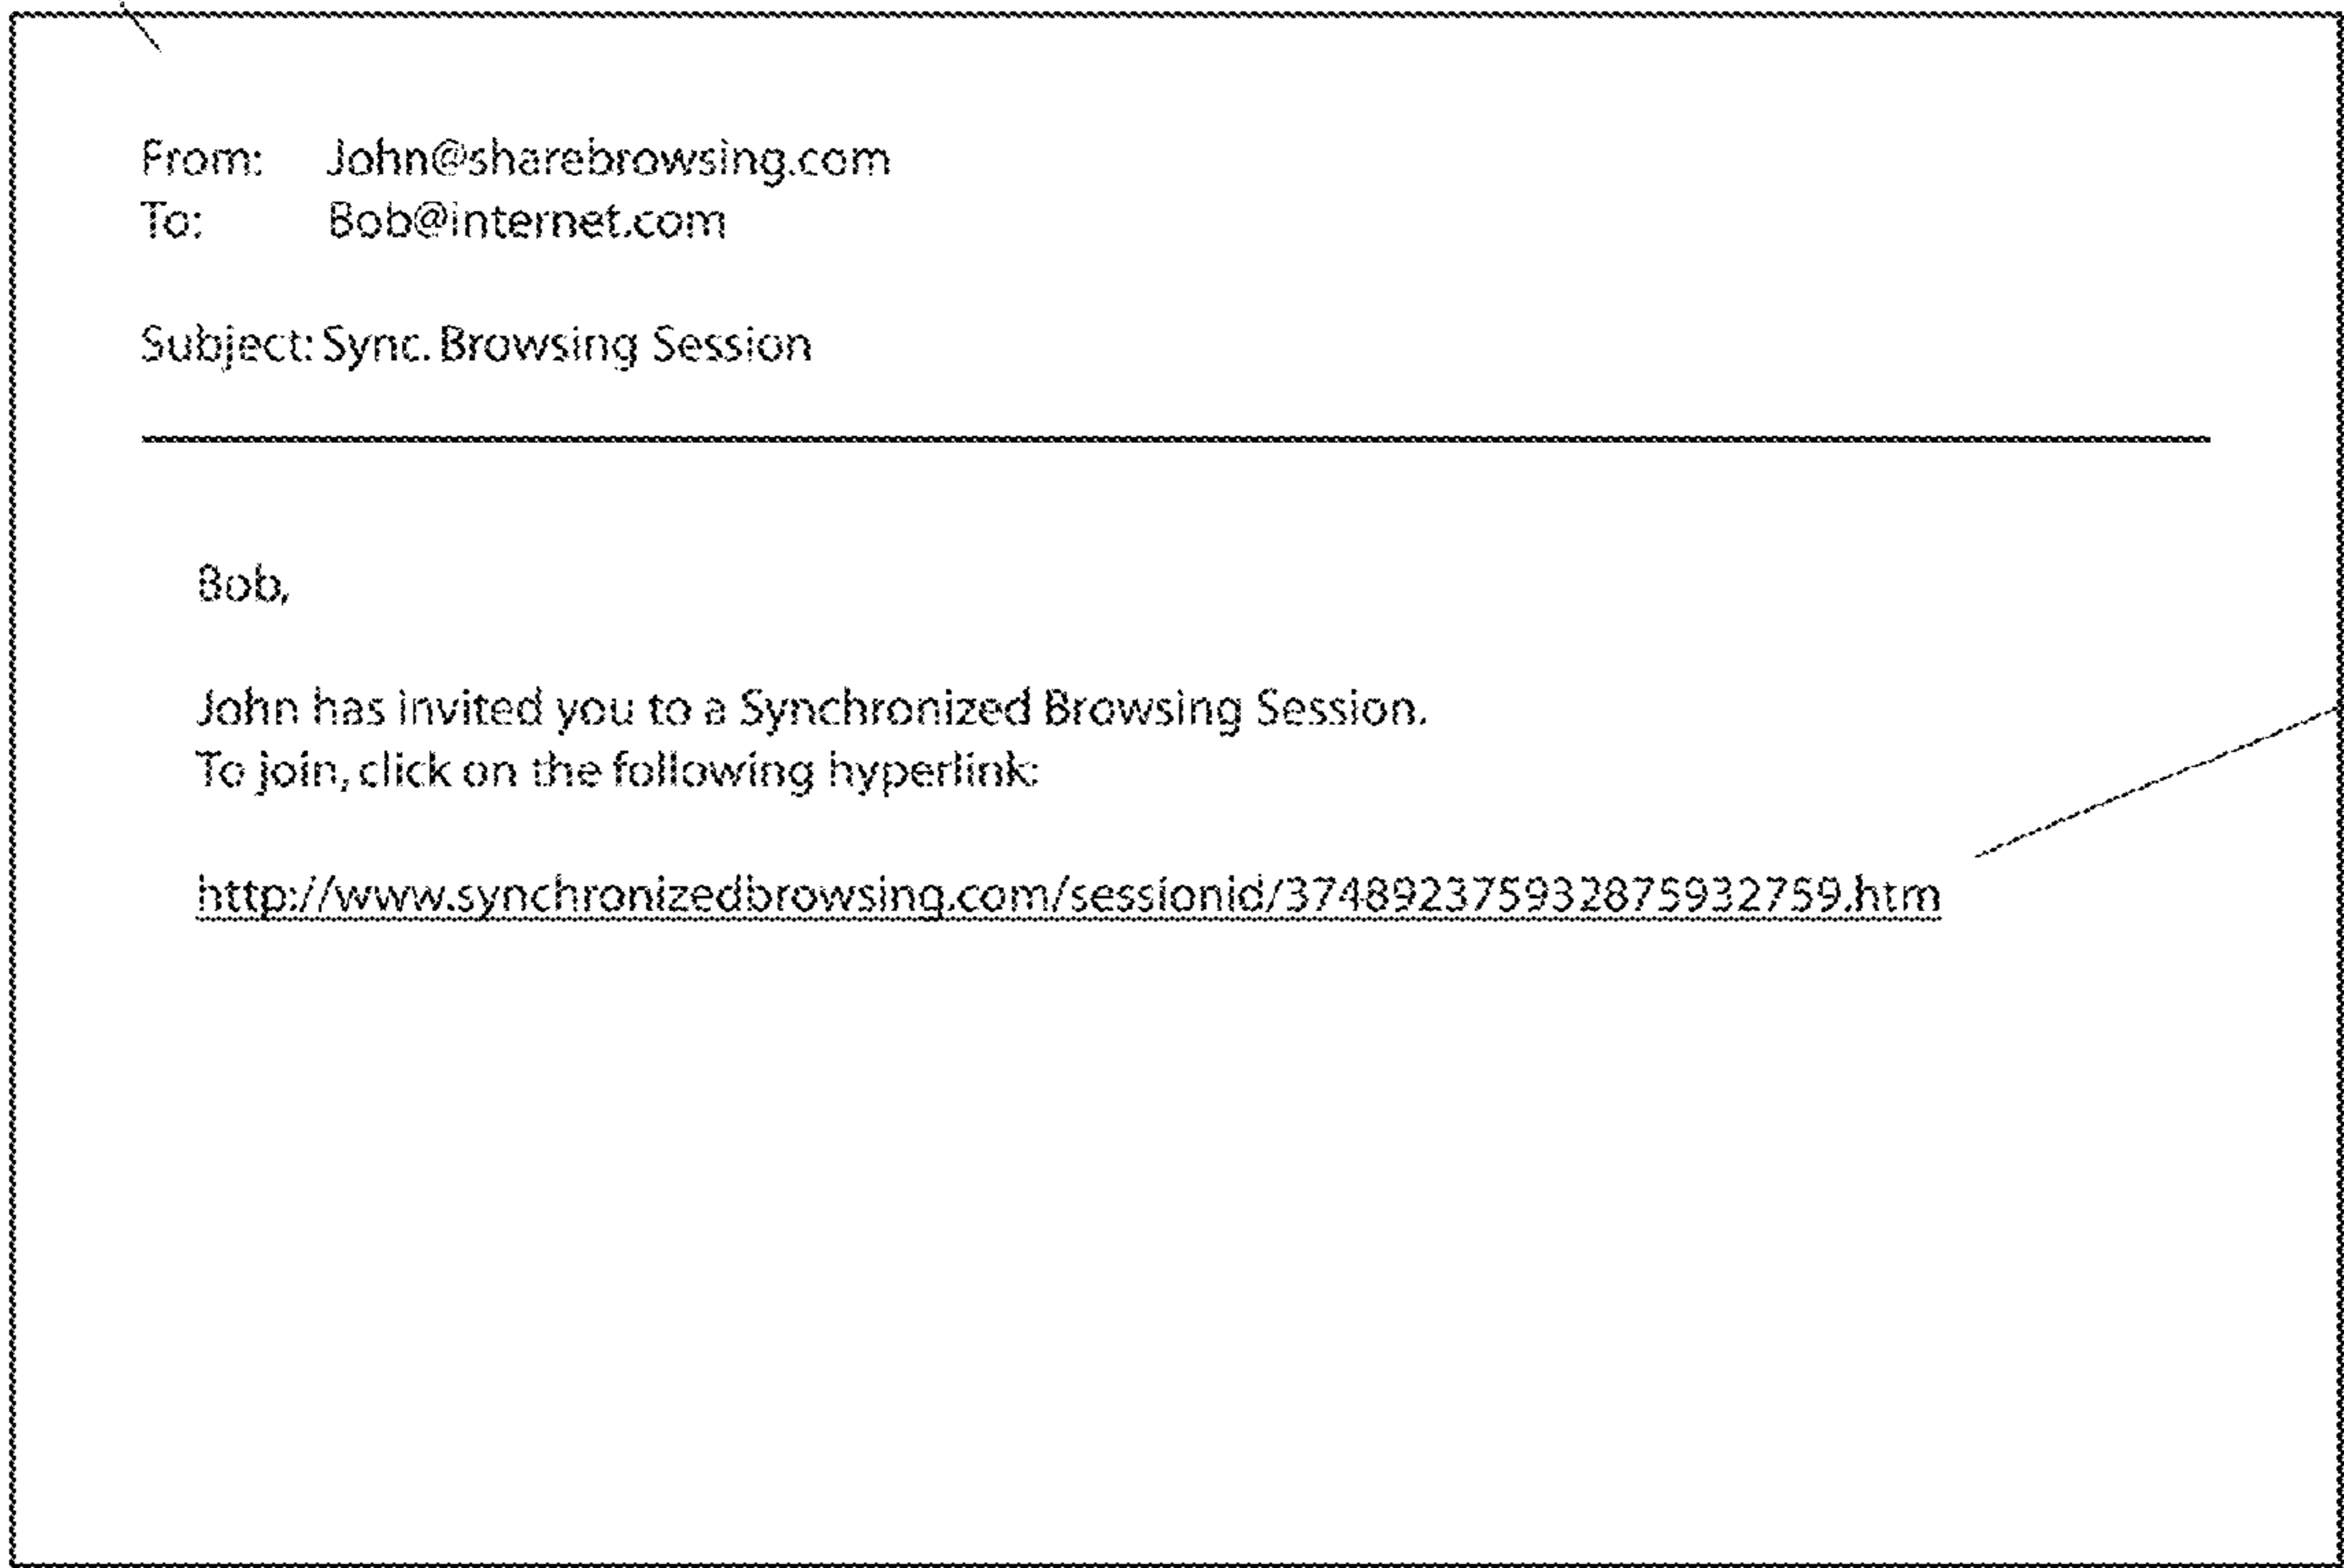 From: John@sharebrowsing.com
To: Bob@internet.com
Subject: Sync. Browsing Session
Bob,
John has invited you to a Synchronized Browsing Session.
To join, click on the following hyperlink:
http://www.synchronizedbrowsing.com/sessionid/374892375932875932759.htm